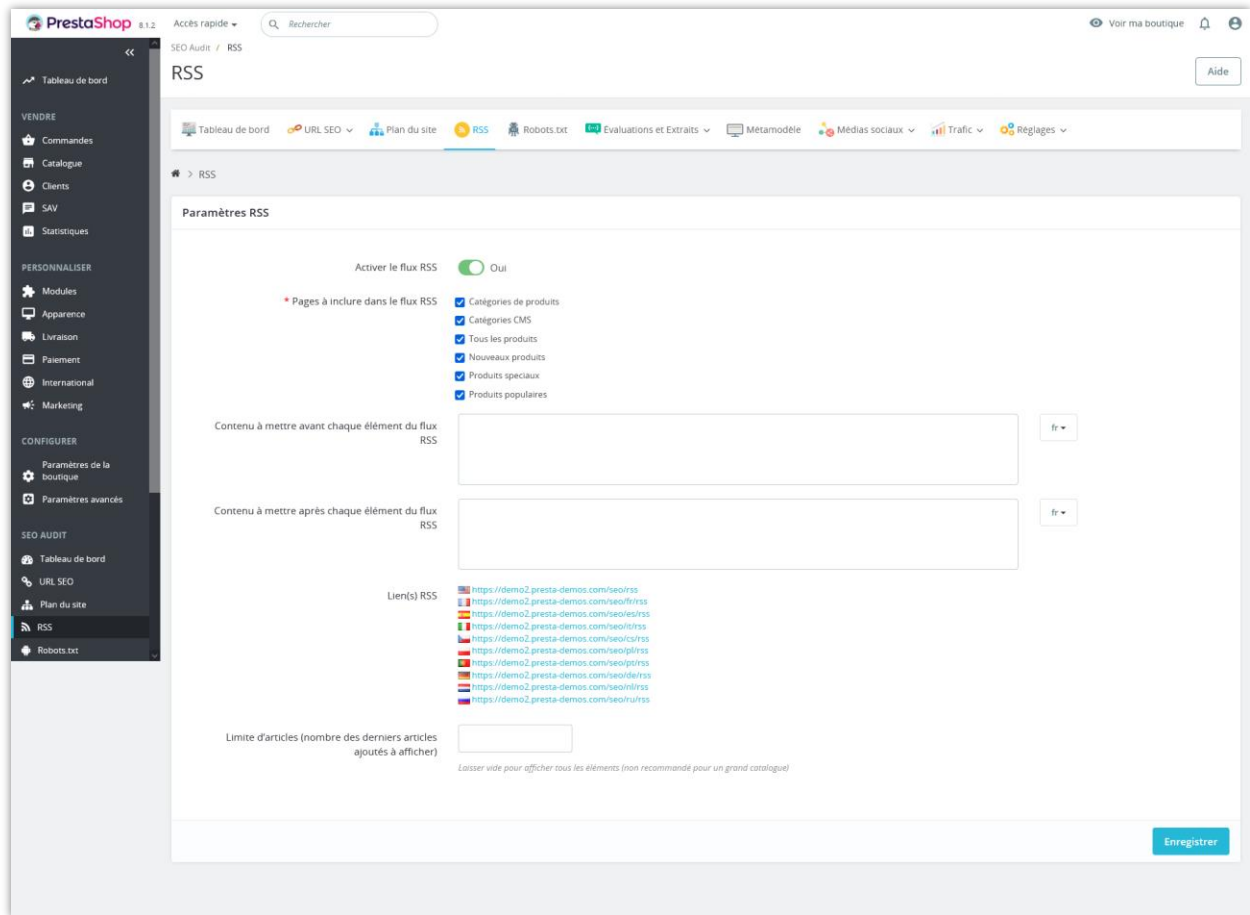 PrestaShop 8.1.2
Accès rapide
Rechercher
Voir ma boutique
SEO Audit / RSS
RSS
Aide
Tableau de bord
VENDRE
Commandes
Catalogue
Clients
SAV
Statistiques
PERSONNALISER
Modules
Apparence
Livraison
Paiement
International
Marketing
CONFIGURER
Paramètres de la
boutique
Paramètres avancés
SEO AUDIT
Tableau de bord
URL SEO
Plan du site
RSS
Robots.txt
Tableau de bord URL SEO Plan du site RSS Robots.txt Evaluations et Extraits Métamodèle Médias sociaux Trafic Réglages
> RSS
Paramètres RSS
Activer le flux RSS Oui
* Pages à inclure dans le flux RSS
Catégories de produits
Catégories CMS
Tous les produits
Nouveaux produits
Produits speciaux
Produits populaires
Contenu à mettre avant chaque élément du flux
RSS
fr
Contenu à mettre après chaque élément du flux
RSS
fr
Lien(s) RSS
https://demo2.presta-demos.com/seo/rss
https://demo2.presta-demos.com/seo/fr/rss
https://demo2.presta-demos.com/seo/es/rss
https://demo2.presta-demos.com/seo/it/rss
https://demo2.presta-demos.com/seo/cs/rss
https://demo2.presta-demos.com/seo/pl/rss
https://demo2.presta-demos.com/seo/pt/rss
https://demo2.presta-demos.com/seo/de/rss
https://demo2.presta-demos.com/seo/nl/rss
https://demo2.presta-demos.com/seo/ru/rss
Limite d'articles (nombre des derniers articles
ajoutés à afficher)
Laisser vide pour afficher tous les éléments (non recommandé pour un grand catalogue)
Enregistrer